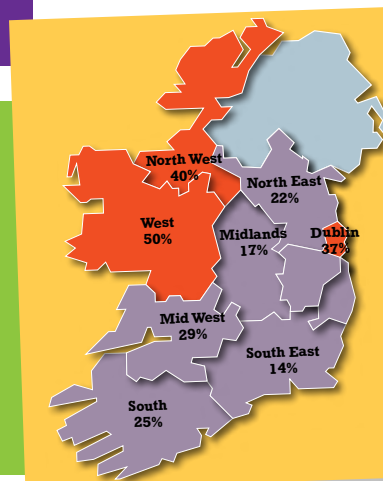 North West
40%
North East
22%
West
50%
Midlands
17%
Dublin
37%
Mid West
29%
South East
14%
South
25%